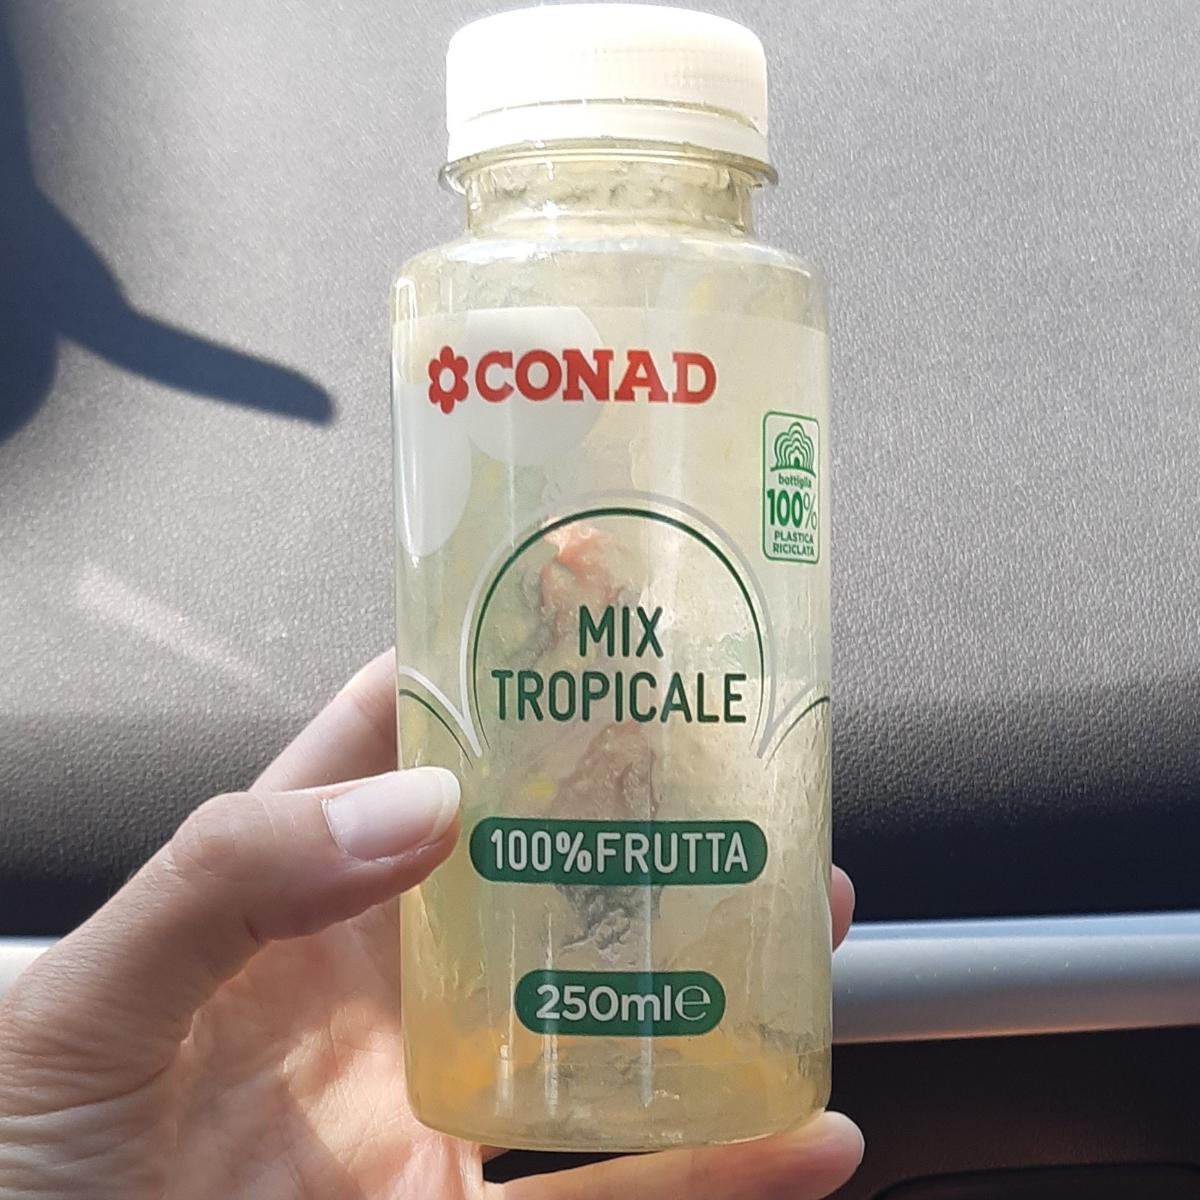 CONAD
bottiglia
100%
PLASTICA
RICICLATA
MIX
TROPICALE
100%FRUTTA
250ml℮